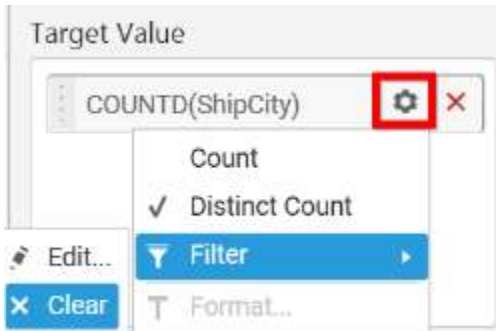 Target Value
COUNTD(ShipCity)
Count
Distinct Count
Edit...
Filter
Clear
Format...